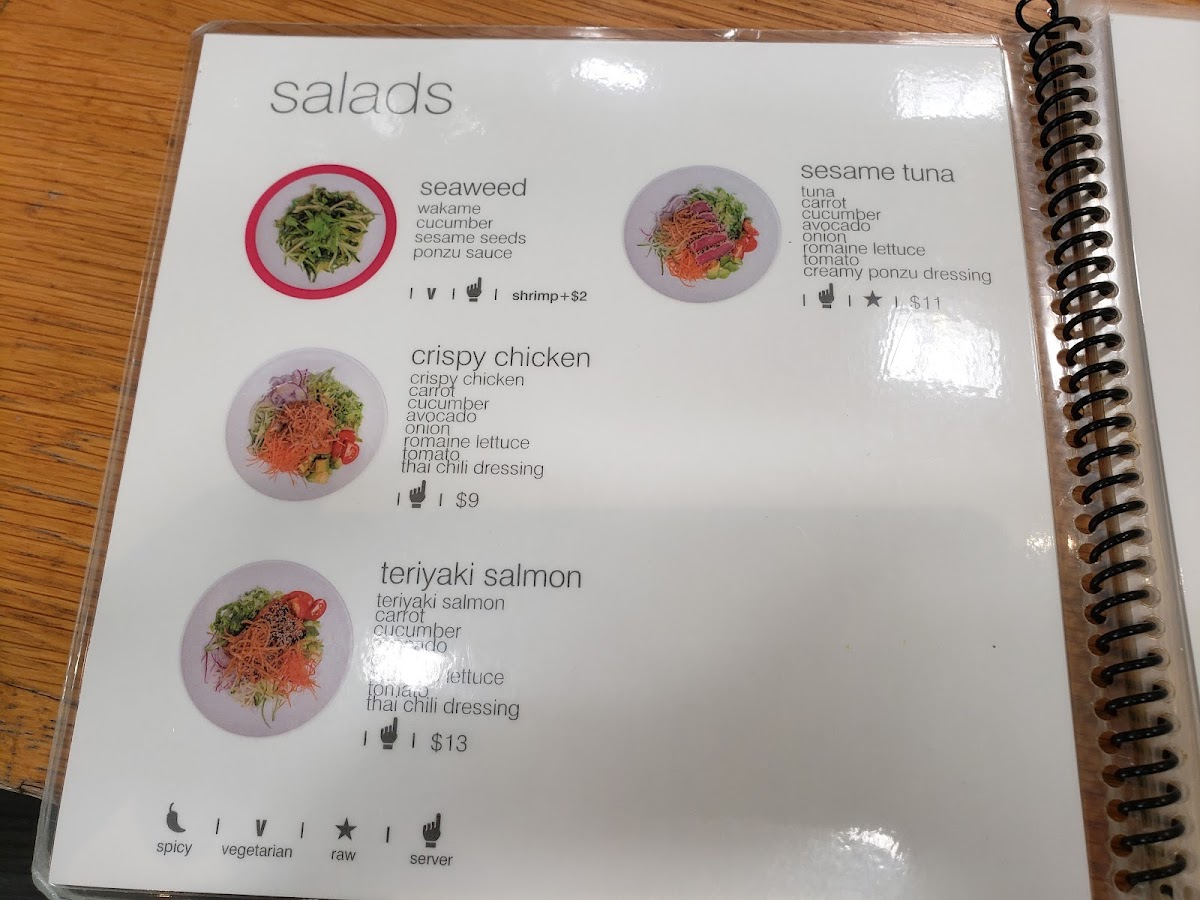 salads
seaweed
wakame
cucumber
sesame seeds
ponzu sauce
| v | | shrimp+$2
sesame tuna
tuna
carrot
cucumber
avocado
onion
romaine lettuce
tomato
creamy ponzu dressing
| | ★ | $11
crispy chicken
crispy chicken
carrot
cucumber
avocado
onion
romaine lettuce
tomato
thai chili dressing
| | $9
teriyaki salmon
teriyaki salmon
carrot
cucumber
lettuce
tomato
thai chili dressing
| | $13
| v | ★ |
spicy vegetarian raw server